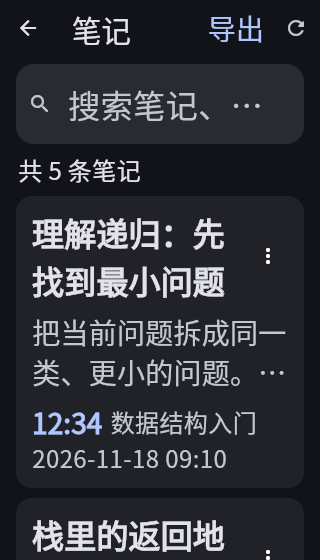 笔记 导出
搜索笔记、…
共 5 条笔记
理解递归：先
找到最小问题
把当前问题拆成同一
类、更小的问题。…
12:34 数据结构入门
2026-11-18 09:10
栈里的返回地